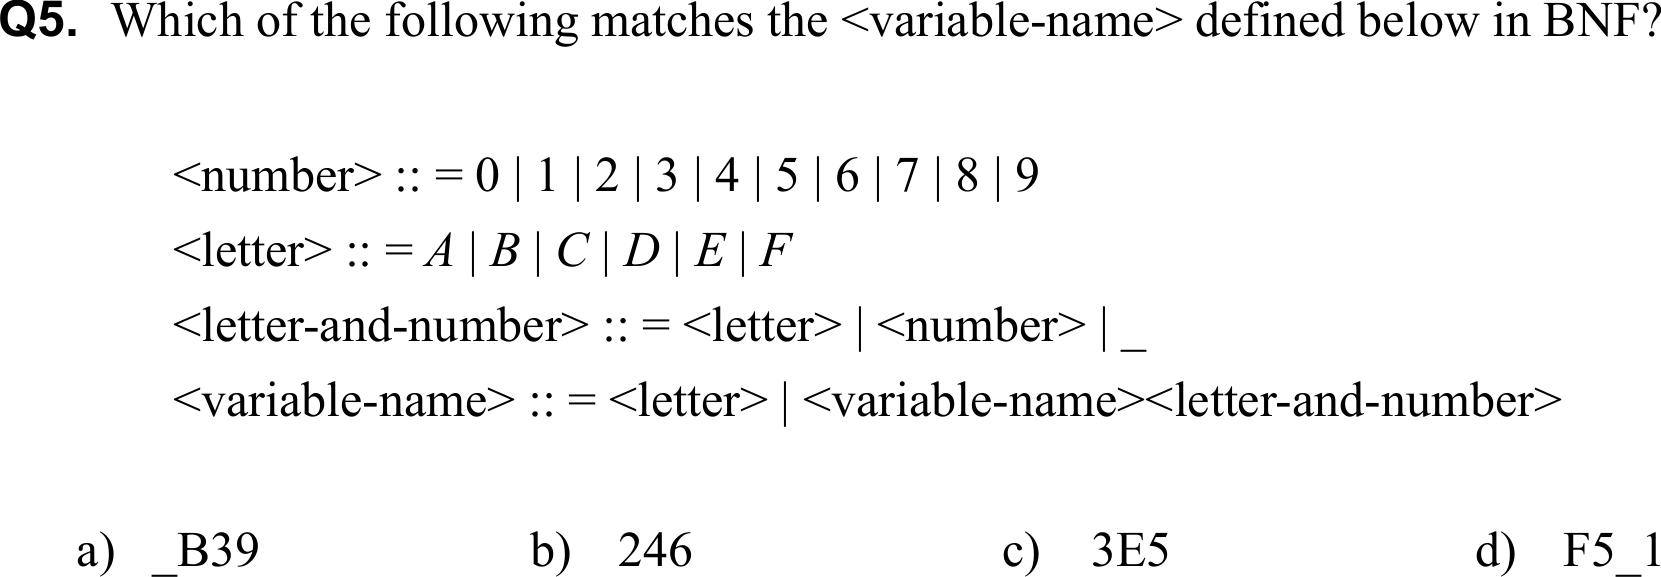 Q5. Which of the following matches the <variable-name> defined below in BNF?
<number> :: = 0 | 1 | 2 | 3 | 4 | 5 | 6 | 7 | 8 | 9
<letter> :: = A | B | C | D | E | F
<letter-and-number> :: = <letter> | <number> | _
<variable-name> :: = <letter> | <variable-name><letter-and-number>
a) _B39 b) 246 c) 3E5 d) F5_1